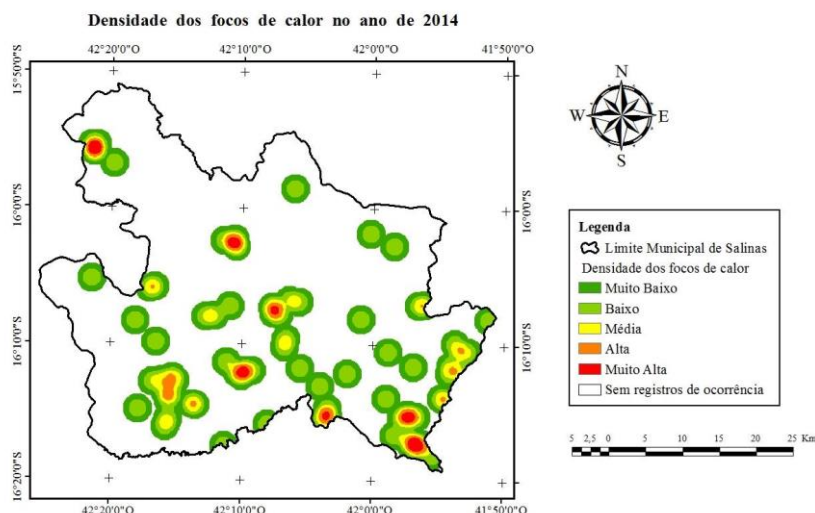 Densidade dos focos de calor no ano de 2014
42°20'0"O 42°10'0"O 42°0'0"O 41°50'0"O
15°50'0"S
16°0'0"S
16°10'0"S
16°20'0"S
16°0'0"S
16°10'0"S
42°20'0"O 42°10'0"O 42°0'0"O 41°50'0"O
N
W E
S
Legenda
Limite Municipal de Salinas
Densidade dos focos de calor
Muito Baixo
Baixo
Média
Alta
Muito Alta
Sem registros de ocorrência
5 2,5 0 5 10 15 20 25 Km